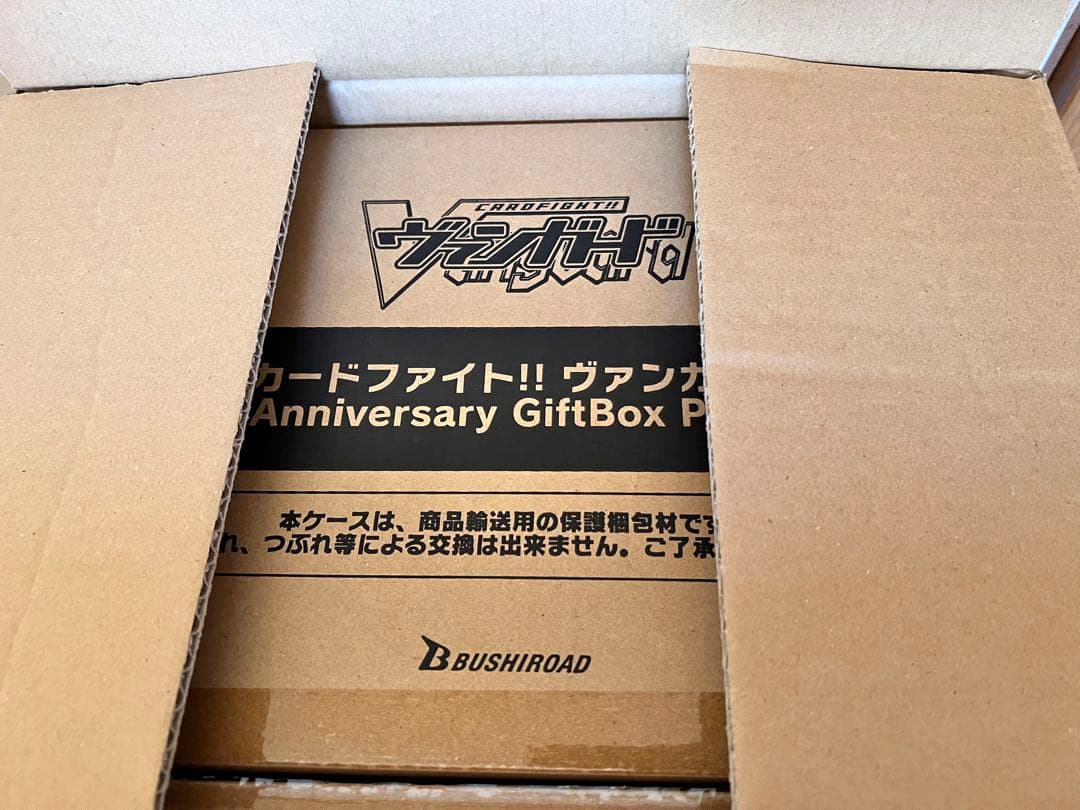 CARDFIGHT!!
ヴァンガード
カードファイト!! ヴァンガ
Anniversary GiftBox P
本ケースは、商品輸送用の保護梱包材です
れ、つぶれ等による交換は出来ません。ご了承
BUSHIROAD